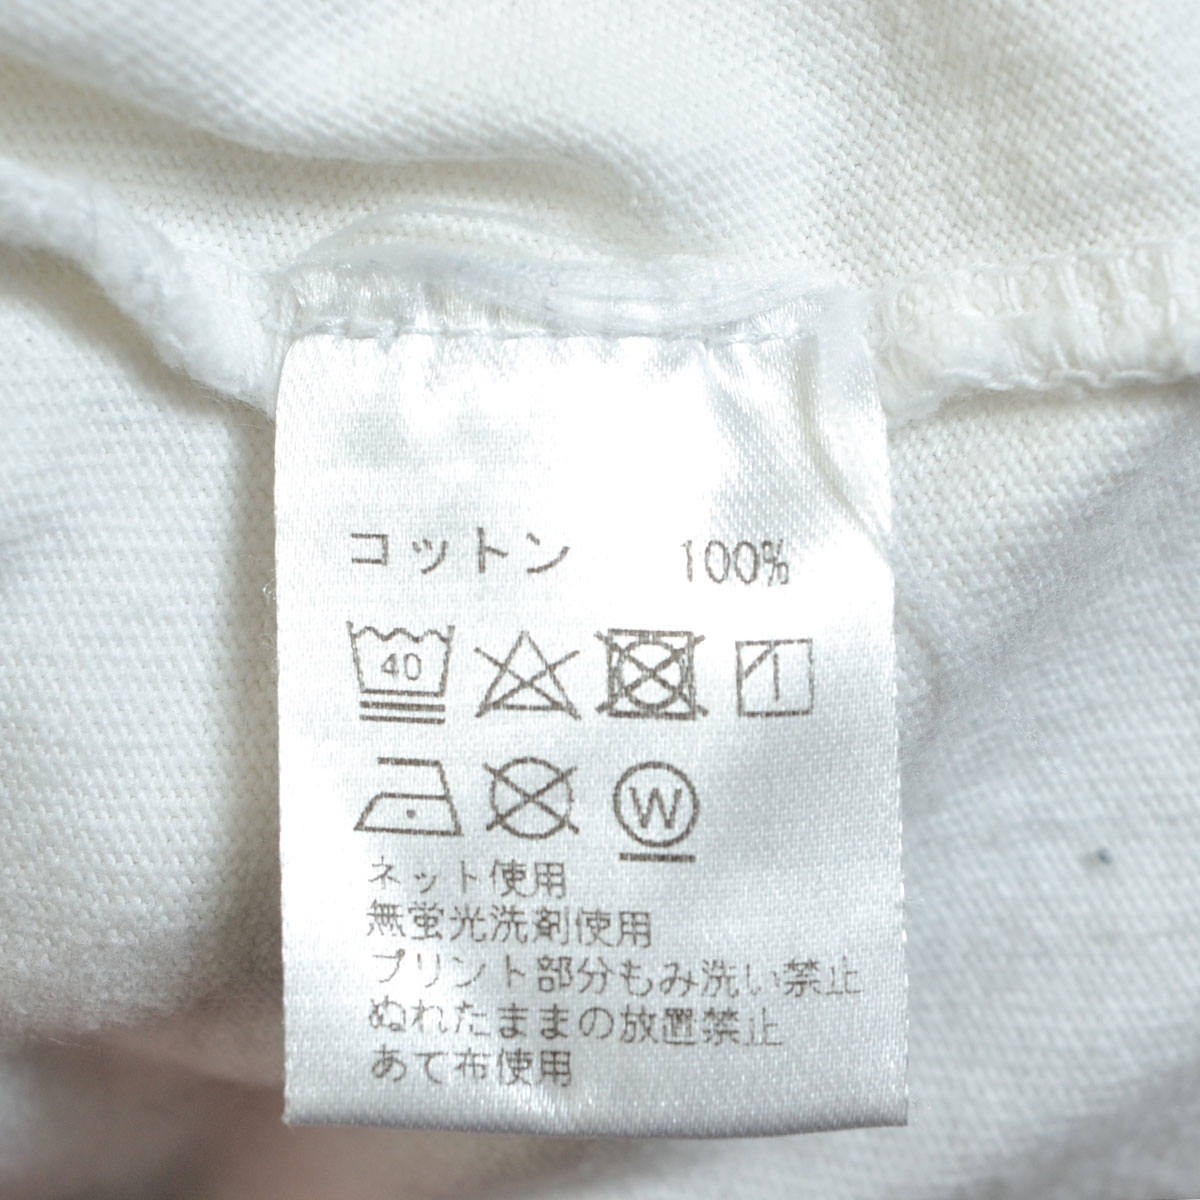 コットン 100%
40
W
ネット使用
無蛍光洗剤使用
プリント部分もみ洗い禁止
ぬれたままの放置禁止
あて布使用